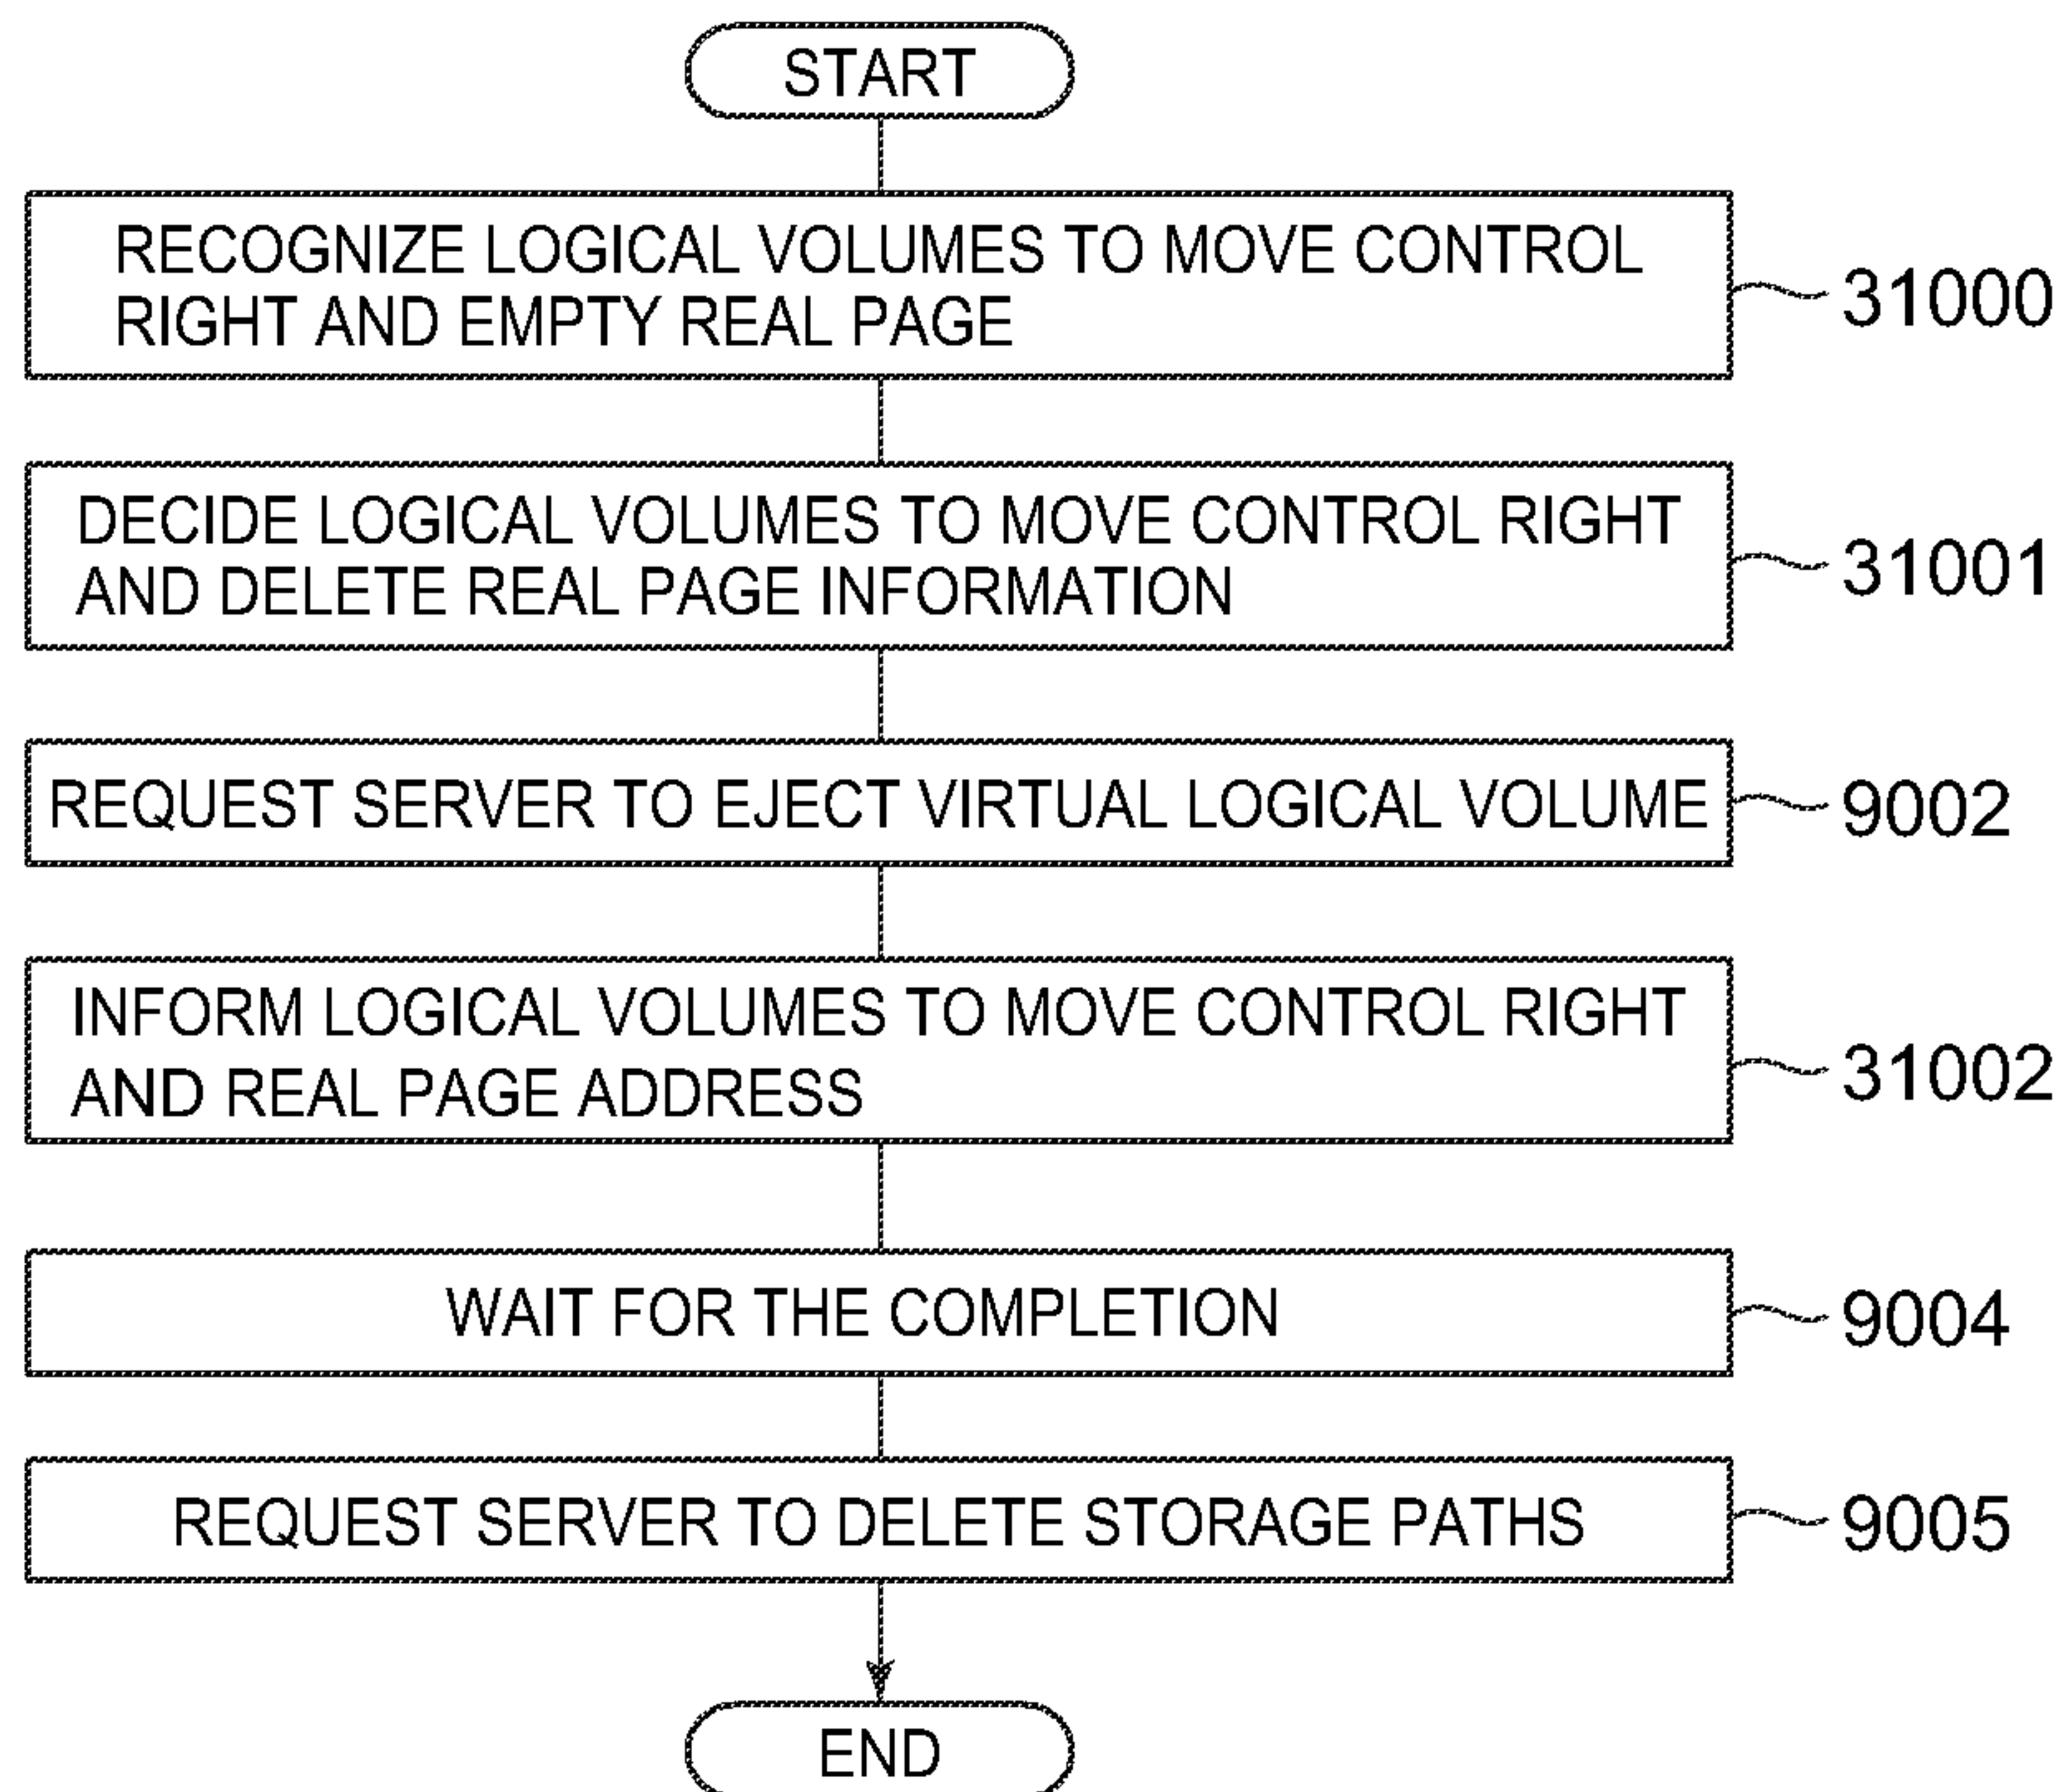 START
RECOGNIZE LOGICAL VOLUMES TO MOVE CONTROL
RIGHT AND EMPTY REAL PAGE
31000
DECIDE LOGICAL VOLUMES TO MOVE CONTROL RIGHT
AND DELETE REAL PAGE INFORMATION
31001
REQUEST SERVER TO EJECT VIRTUAL LOGICAL VOLUME
9002
INFORM LOGICAL VOLUMES TO MOVE CONTROL RIGHT
AND REAL PAGE ADDRESS
31002
WAIT FOR THE COMPLETION
9004
REQUEST SERVER TO DELETE STORAGE PATHS
9005
END